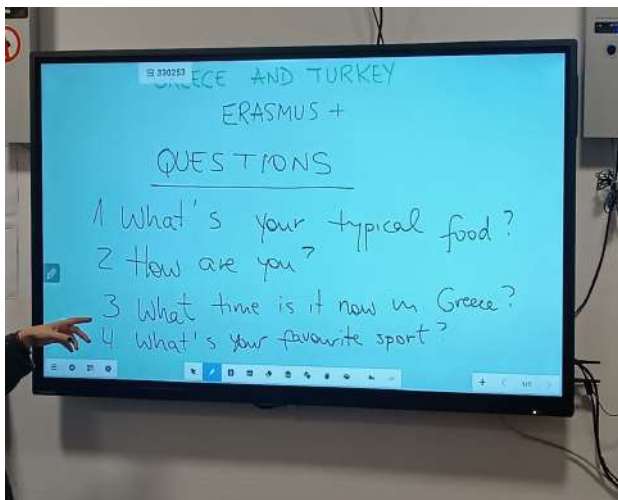 330253
GREECE AND TURKEY
ERASMUS +
QUESTIONS
1 What's your typical food?
2 How are you?
3 What time is it now in Greece?
4 What's your favourite sport?